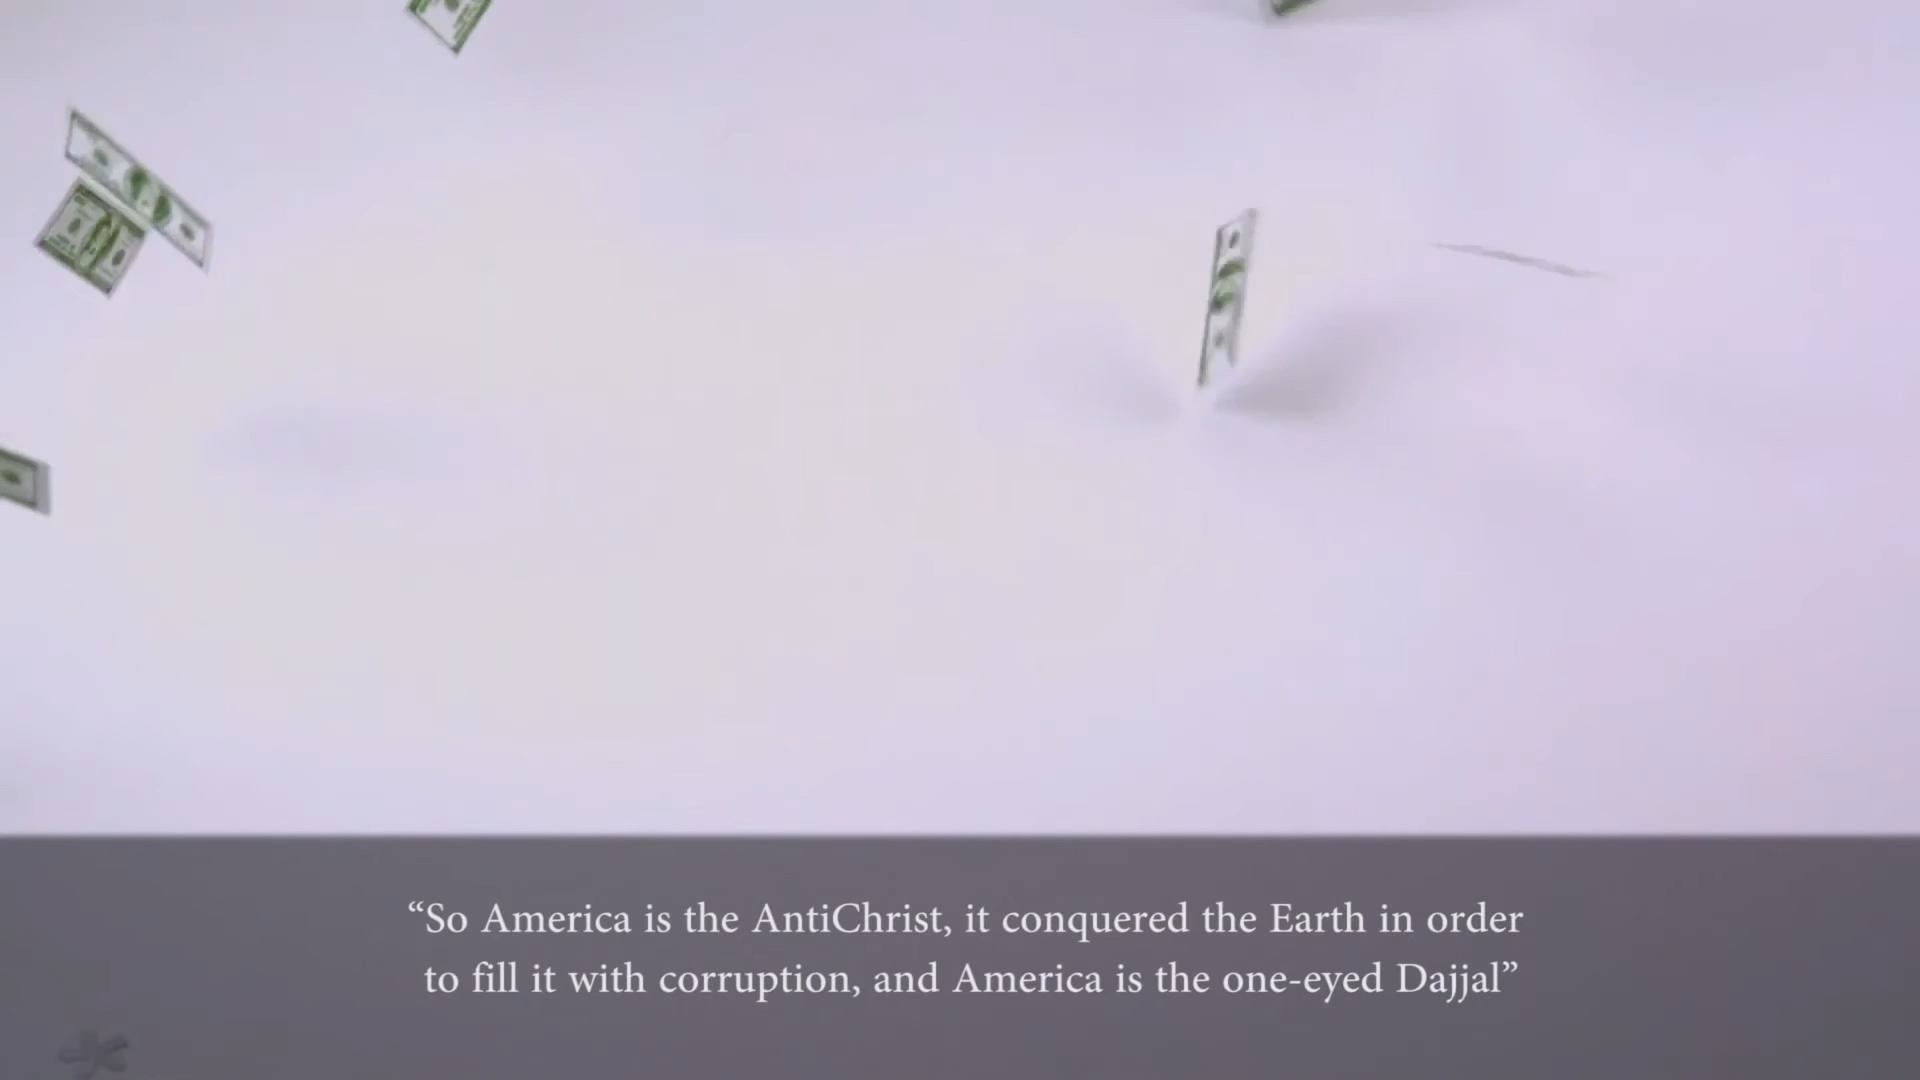 “So America is the AntiChrist, it conquered the Earth in order
to fill it with corruption, and America is the one-eyed Dajjal”